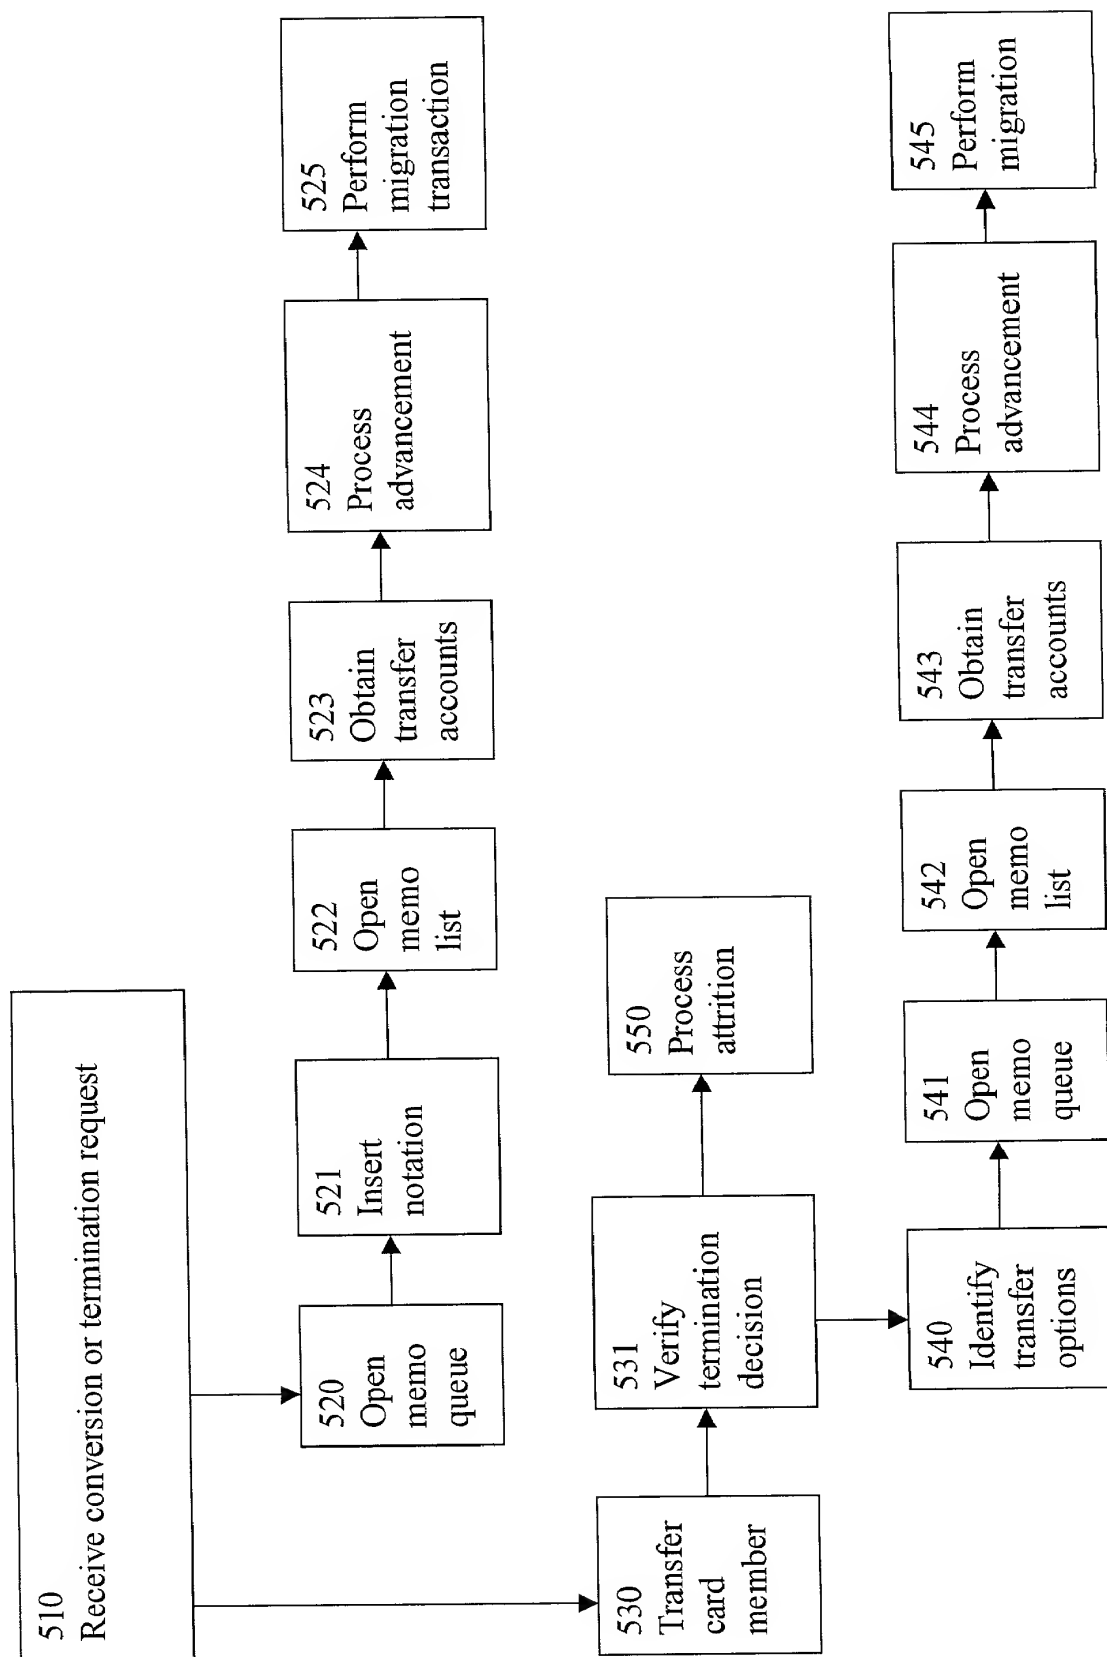 510
Receive conversion or termination request
520
Open
memo
queue
521
Insert
notation
522
Open
memo
list
523
Obtain
transfer
accounts
524
Process
advancement
525
Perform
migration
transaction
530
Transfer
card
member
531
Verify
termination
decision
550
Process
attrition
540
Identify
transfer
options
541
Open
memo
queue
542
Open
memo
list
543
Obtain
transfer
accounts
544
Process
advancement
545
Perform
migration